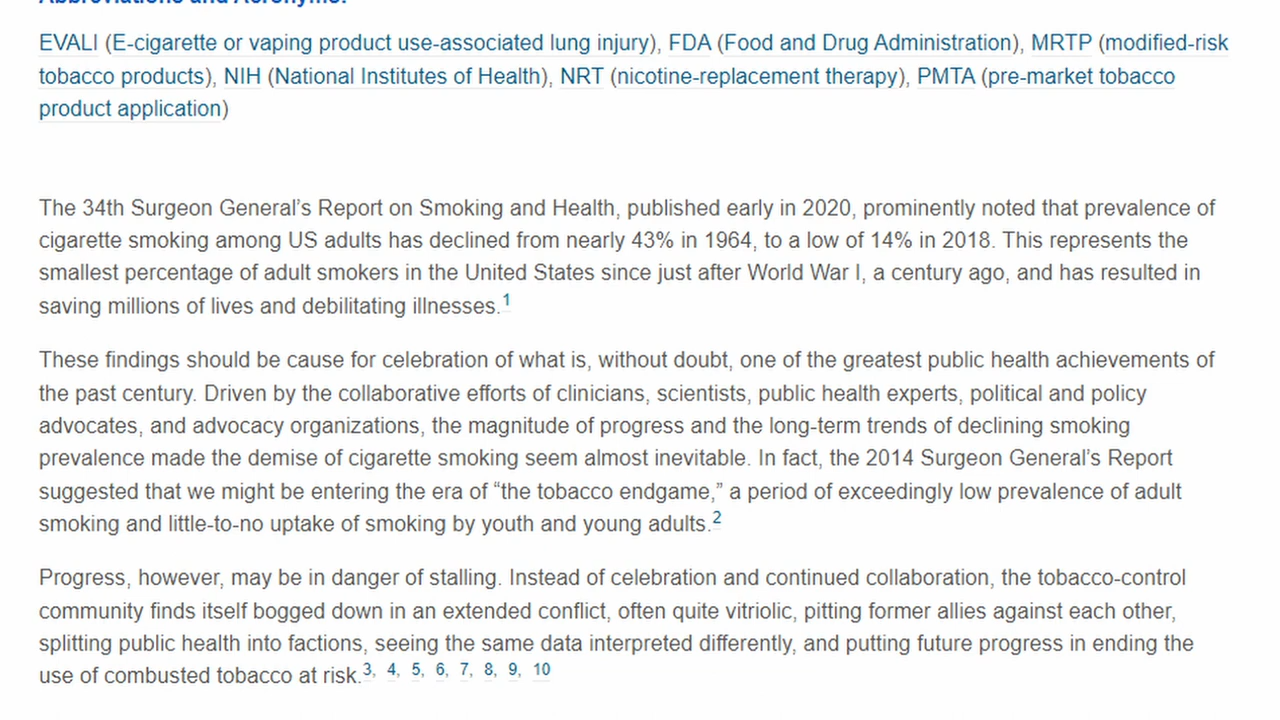 Abbreviations and Acronyms:
EVALI (E-cigarette or vaping product use-associated lung injury), FDA (Food and Drug Administration), MRTP (modified-risk
tobacco products), NIH (National Institutes of Health), NRT (nicotine-replacement therapy), PMTA (pre-market tobacco
product application)
The 34th Surgeon General’s Report on Smoking and Health, published early in 2020, prominently noted that prevalence of
cigarette smoking among US adults has declined from nearly 43% in 1964, to a low of 14% in 2018. This represents the
smallest percentage of adult smokers in the United States since just after World War I, a century ago, and has resulted in
saving millions of lives and debilitating illnesses.1
These findings should be cause for celebration of what is, without doubt, one of the greatest public health achievements of
the past century. Driven by the collaborative efforts of clinicians, scientists, public health experts, political and policy
advocates, and advocacy organizations, the magnitude of progress and the long-term trends of declining smoking
prevalence made the demise of cigarette smoking seem almost inevitable. In fact, the 2014 Surgeon General’s Report
suggested that we might be entering the era of “the tobacco endgame,” a period of exceedingly low prevalence of adult
smoking and little-to-no uptake of smoking by youth and young adults.2
Progress, however, may be in danger of stalling. Instead of celebration and continued collaboration, the tobacco-control
community finds itself bogged down in an extended conflict, often quite vitriolic, pitting former allies against each other,
splitting public health into factions, seeing the same data interpreted differently, and putting future progress in ending the
use of combusted tobacco at risk.3, 4, 5, 6, 7, 8, 9, 10